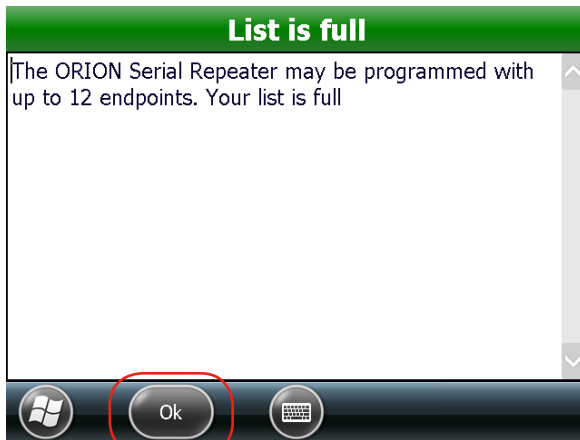 List is full
The ORION Serial Repeater may be programmed with
up to 12 endpoints. Your list is full
Ok